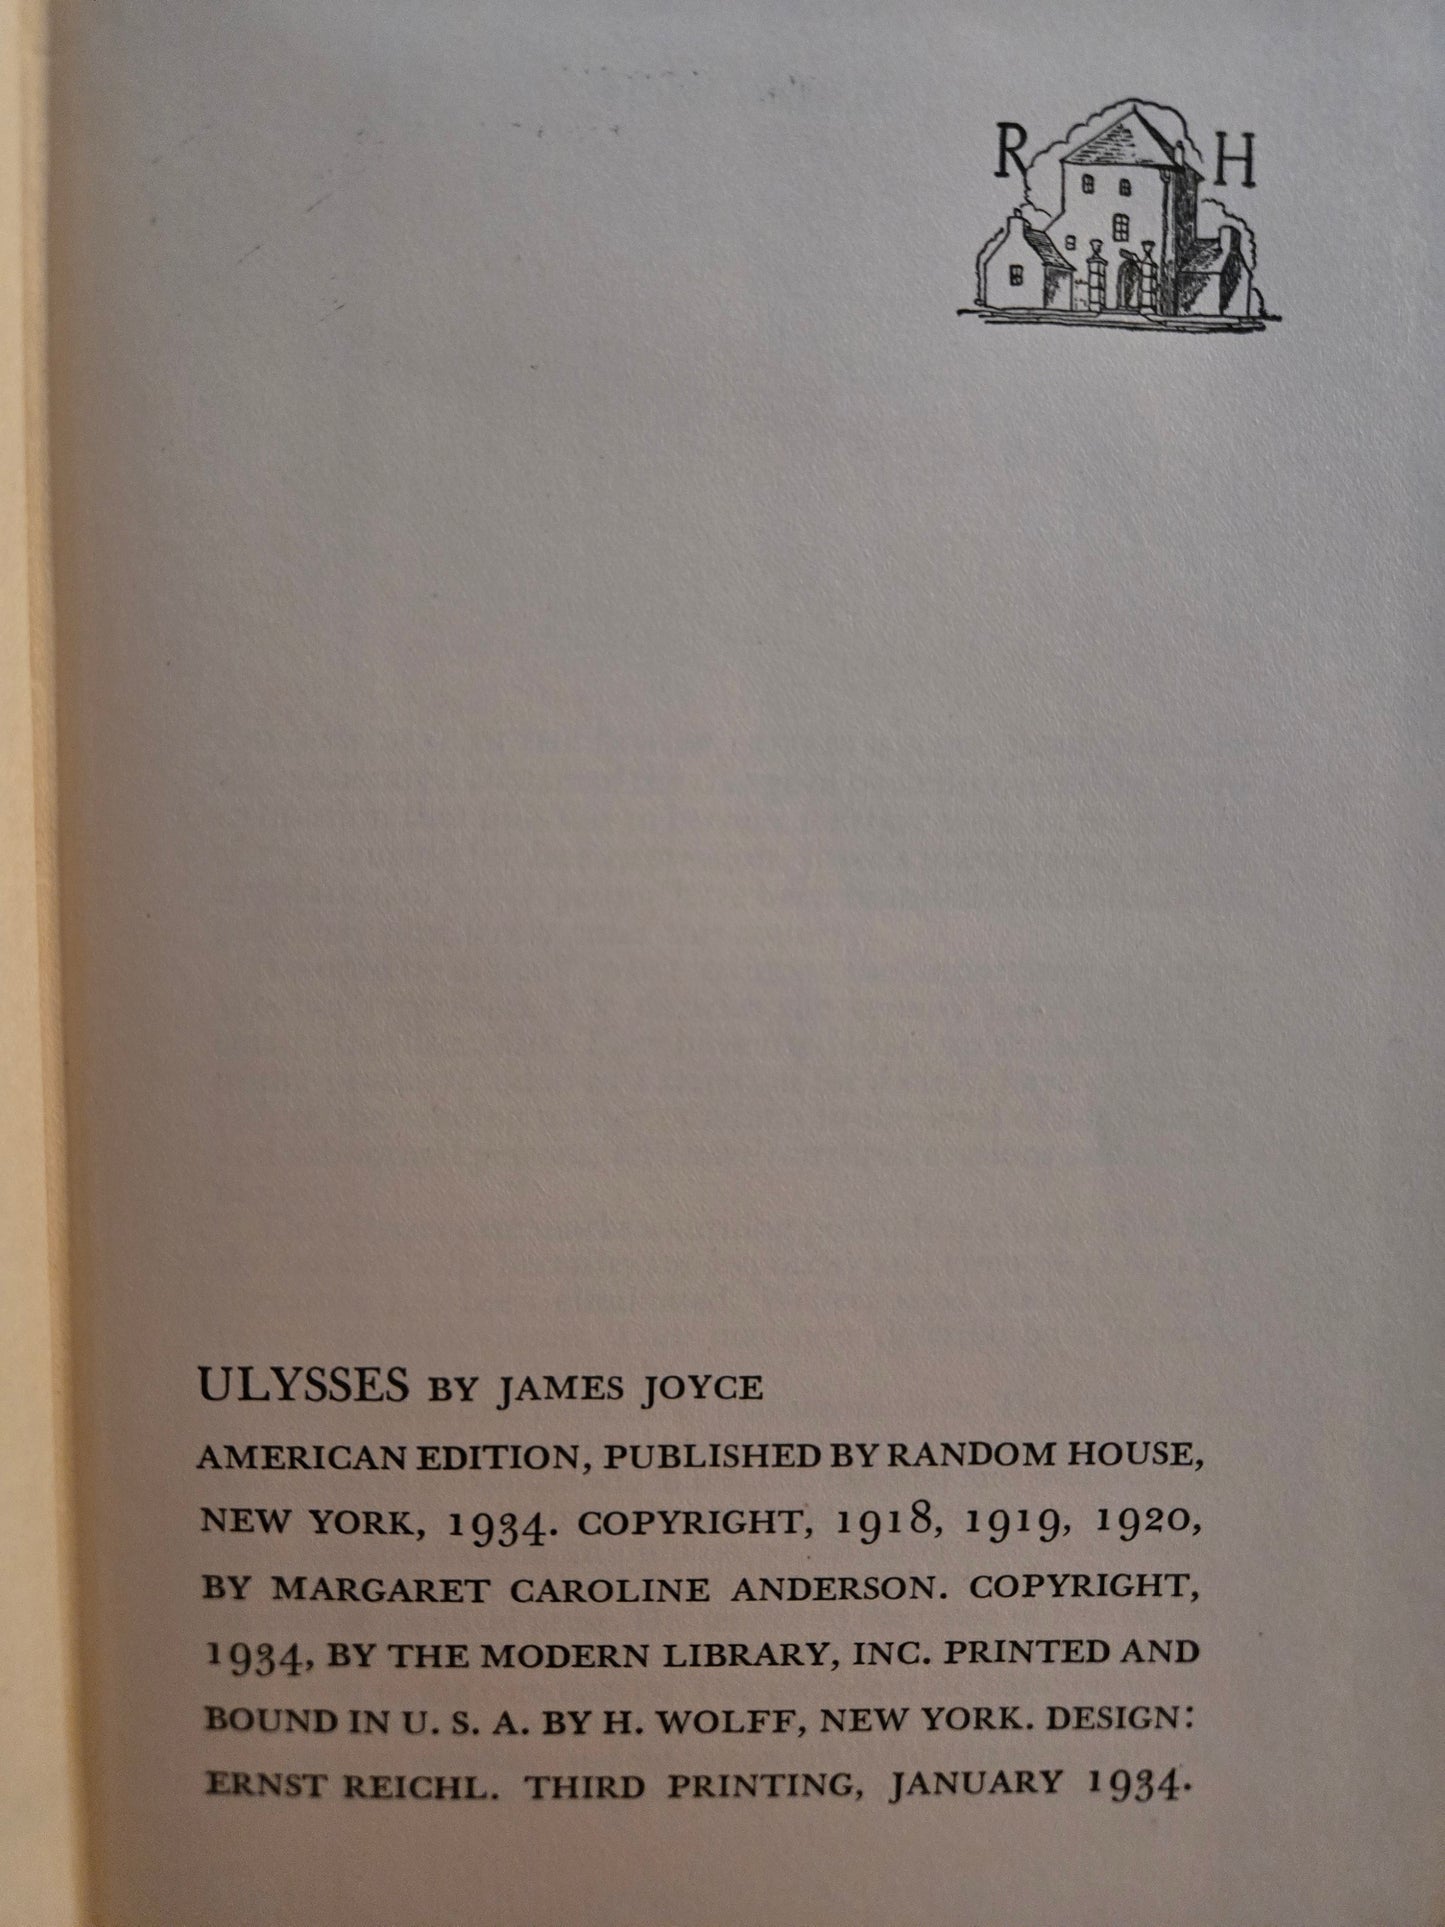 R H
ULYSSES BY JAMES JOYCE
AMERICAN EDITION, PUBLISHED BY RANDOM HOUSE,
NEW YORK, 1934. COPYRIGHT, 1918, 1919, 1920,
BY MARGARET CAROLINE ANDERSON. COPYRIGHT,
1934, BY THE MODERN LIBRARY, INC. PRINTED AND
BOUND IN U. S. A. BY H. WOLFF, NEW YORK. DESIGN:
ERNST REICHL. THIRD PRINTING, JANUARY 1934.